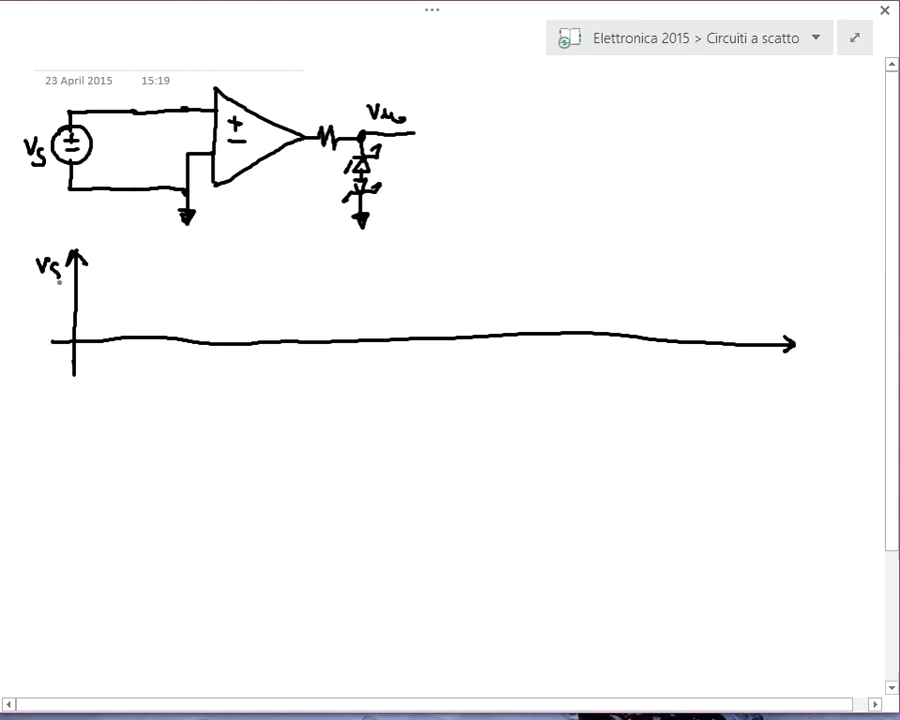 Elettronica 2015 > Circuiti a scatto
23 April 2015 15:19
Vu
+
−
Vs
+
−
Vs